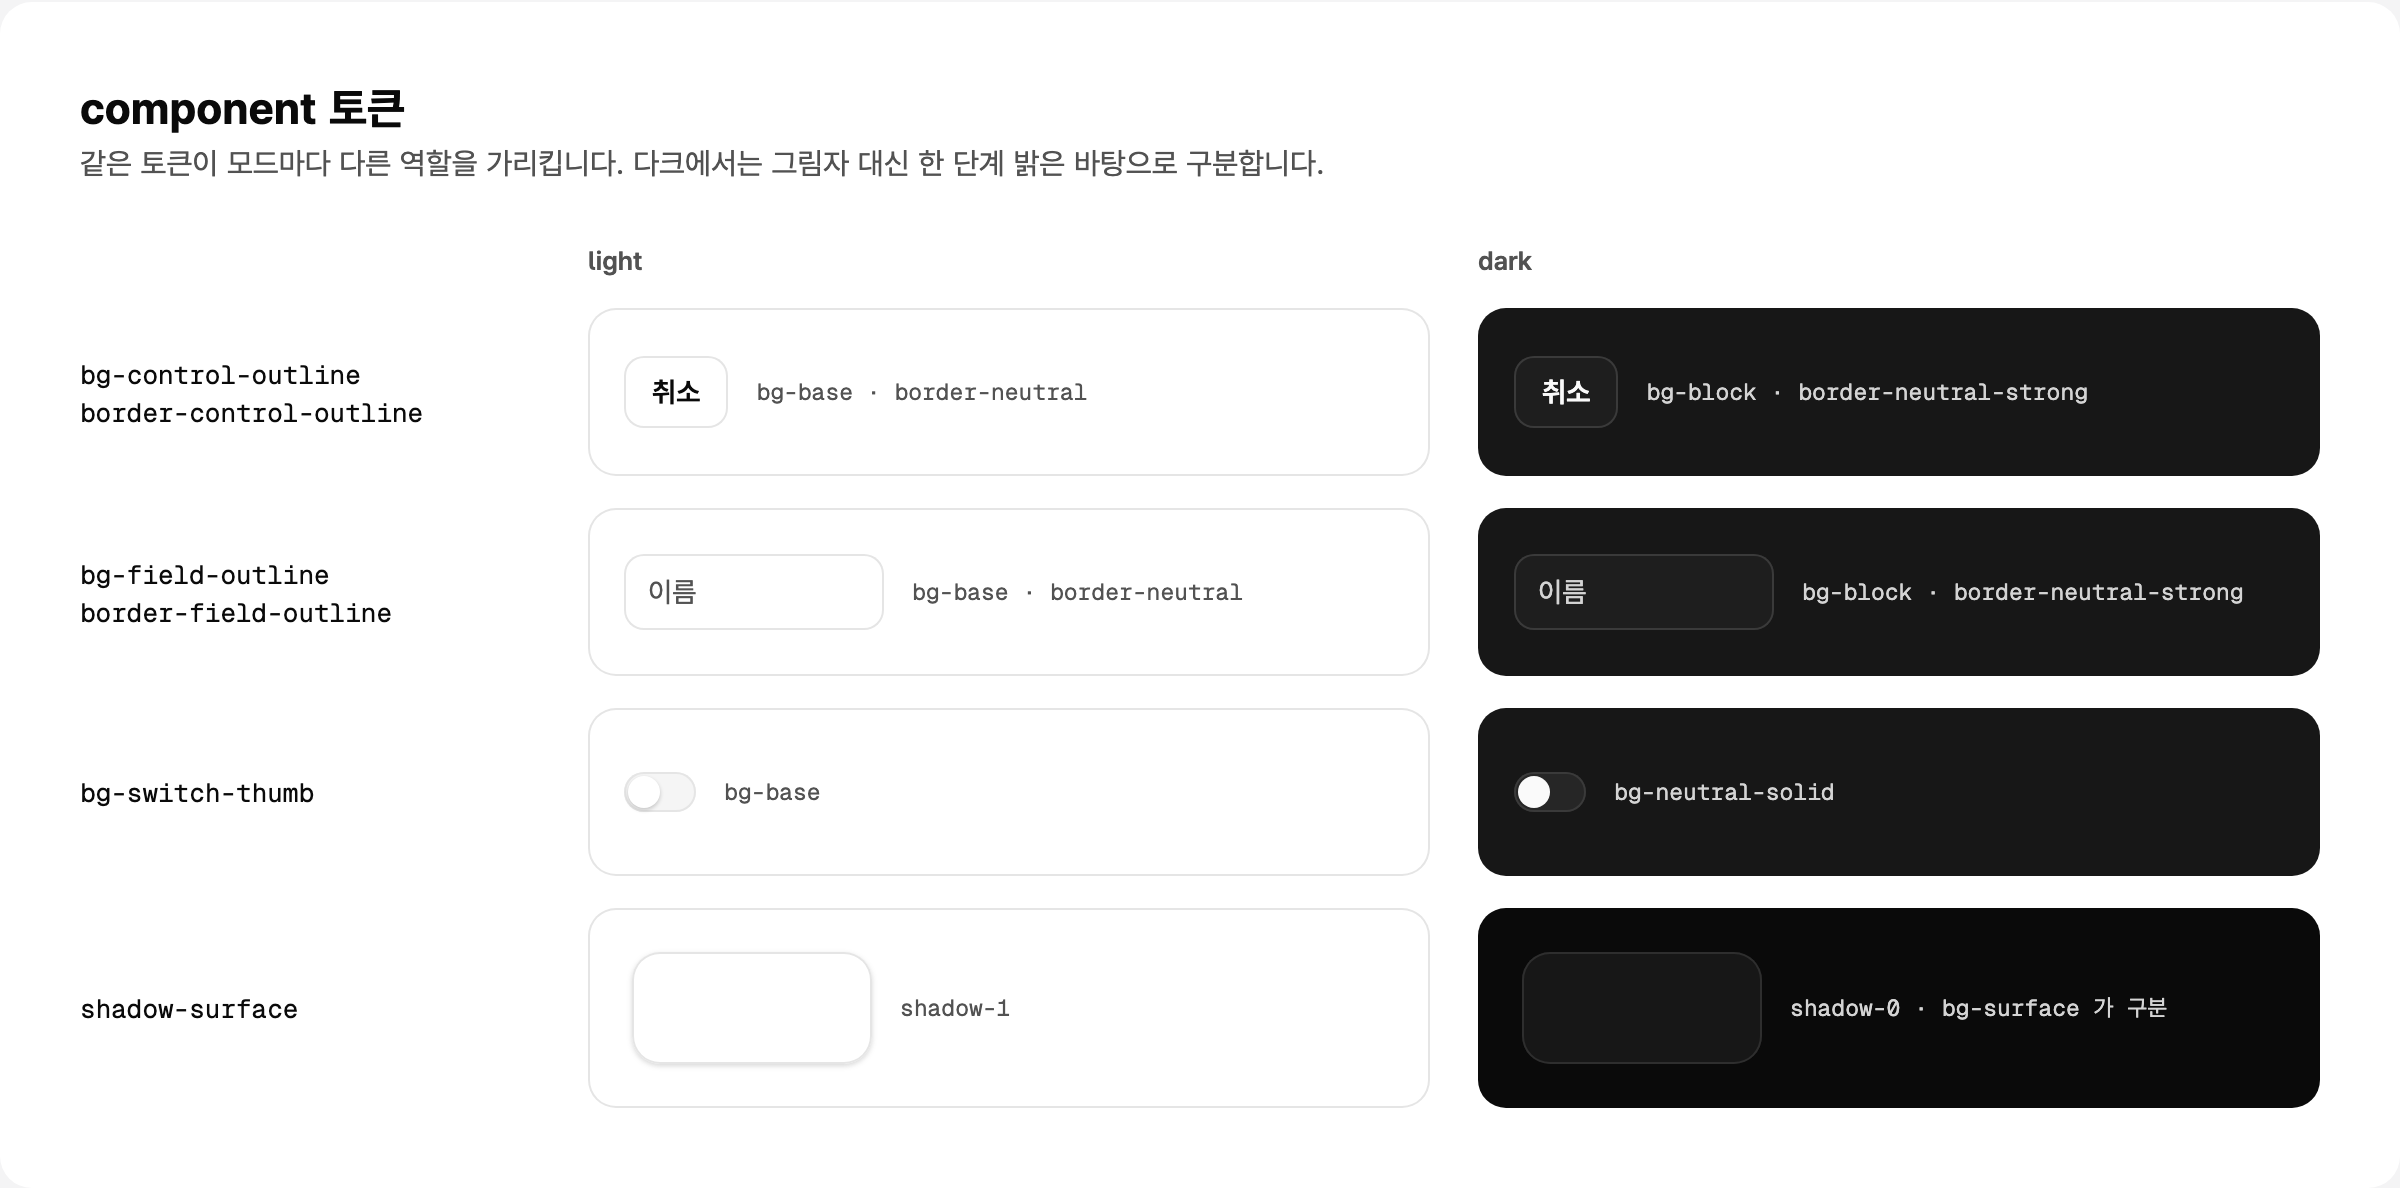 component 토큰
같은 토큰이 모드마다 다른 역할을 가리킵니다. 다크에서는 그림자 대신 한 단계 밝은 바탕으로 구분합니다.
light
dark
bg-control-outline
border-control-outline
취소
bg-base · border-neutral
취소
bg-block · border-neutral-strong
bg-field-outline
border-field-outline
이름
bg-base · border-neutral
이름
bg-block · border-neutral-strong
bg-switch-thumb
bg-base
bg-neutral-solid
shadow-surface
shadow-1
shadow-0 · bg-surface 가 구분